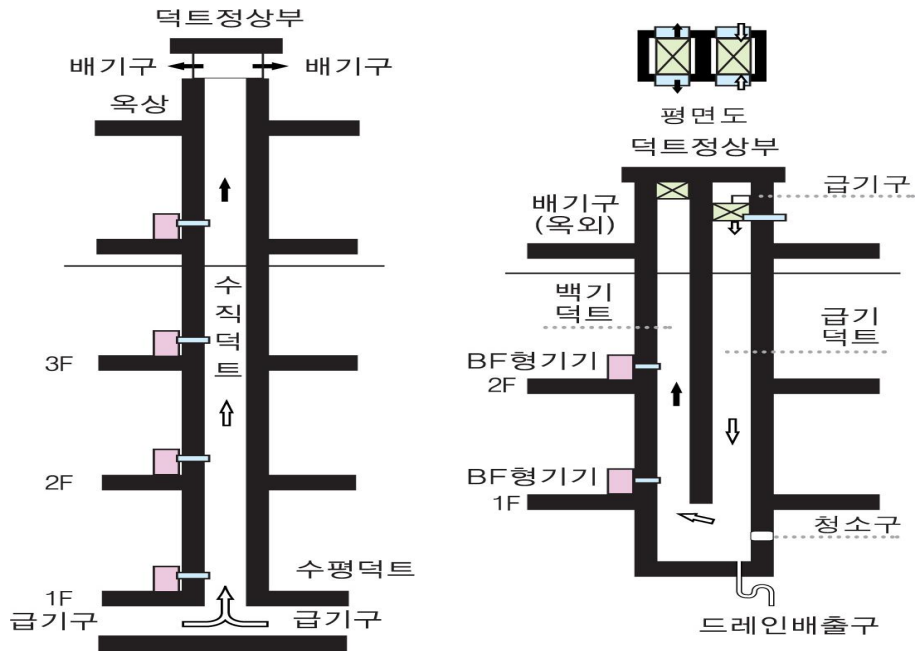 덕트정상부
배기구
배기구
옥상
수직덕트
3F
2F
1F
수평덕트
급기구
급기구
평면도
덕트정상부
급기구
배기구
(옥외)
백기
덕트
급기
덕트
BF형기기
2F
BF형기기
1F
청소구
드레인배출구